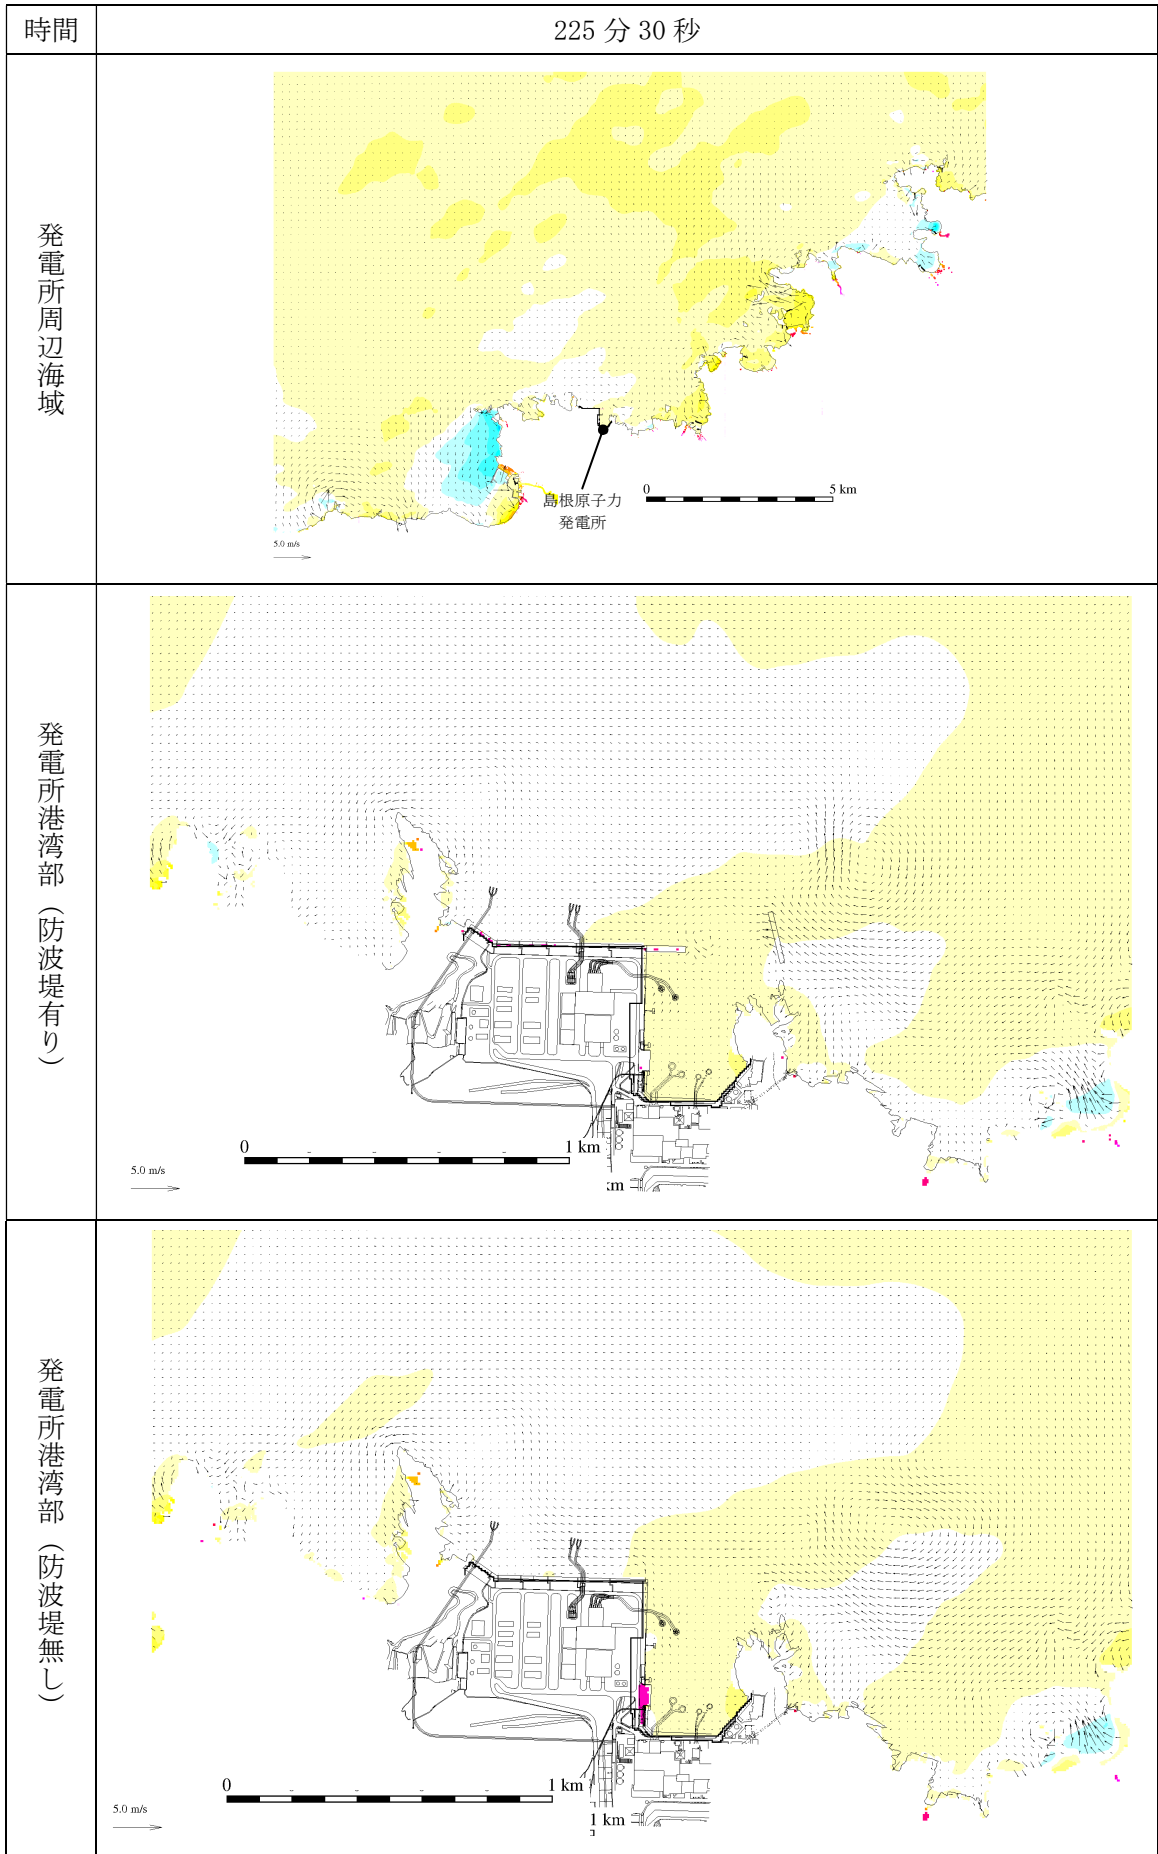 時間
225 分 30 秒
発電所周辺海域
島根原子力
発電所
0
5 km
5.0 m/s
発電所港湾部（防波堤有り）
0
1 km
5.0 m/s
km
発電所港湾部（防波堤無し）
0
1 km
5.0 m/s
1 km